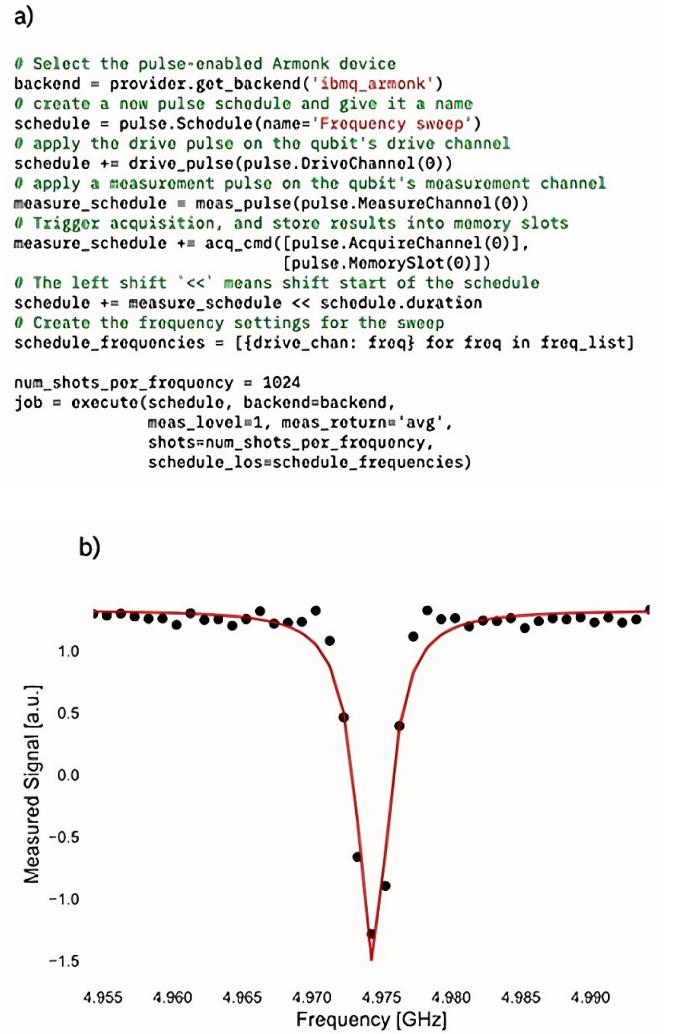 a)
# Select the pulse-enabled Armonk device
backend = provider.get_backend('ibmq_armonk')
# create a new pulse schedule and give it a name
schedule = pulse.Schedule(name='Frequency sweep')
# apply the drive pulse on the qubit's drive channel
schedule += drive_pulse(pulse.DriveChannel(0))
# apply a measurement pulse on the qubit's measurement channel
measure_schedule = meas_pulse(pulse.MeasureChannel(0))
# Trigger acquisition, and store results into memory slots
measure_schedule += acq_cmd([pulse.AcquireChannel(0)],
[pulse.MemorySlot(0)])
# The left shift `<<` means shift start of the schedule
schedule += measure_schedule << schedule.duration
# Create the frequency settings for the sweep
schedule_frequencies = [{drive_chan: freq} for freq in freq_list]
num_shots_per_frequency = 1024
job = execute(schedule, backend=backend,
meas_level=1, meas_return='avg',
shots=num_shots_per_frequency,
schedule_los=schedule_frequencies)
b)
Measured Signal [a.u.]
1.0
0.5
0.0
−0.5
−1.0
−1.5
4.955 4.960 4.965 4.970 4.975 4.980 4.985 4.990
Frequency [GHz]